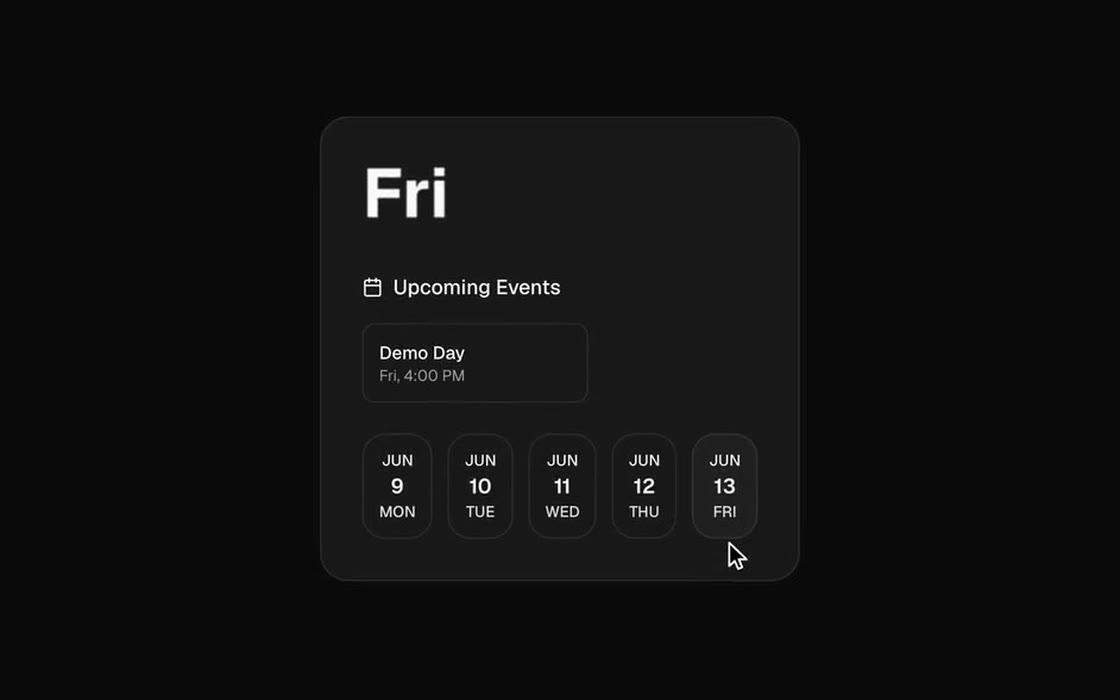 Fri
Upcoming Events
Demo Day
Fri, 4:00 PM
JUN
9
MON
JUN
10
TUE
JUN
11
WED
JUN
12
THU
JUN
13
FRI